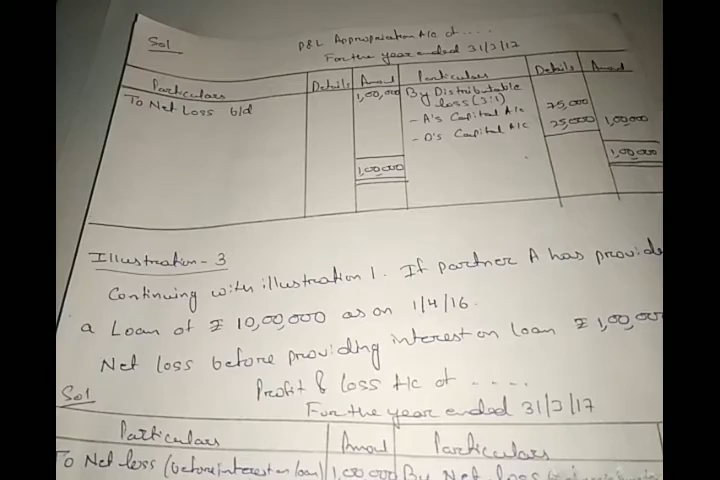 Sol
P&L Appropriation A/c of ....
For the year ended 31/3/17
Particulars Details Amout Particulars Details Amout
To Net Loss b/d 1,00,000 By Distributable
loss (3:1)
- A's Capital A/c 75,000
- D's Capital A/c 25,000 1,00,000
1,00,000 1,00,000
Illustration - 3
Continuing with illustration 1. If partner A has provide
a Loan of ₹ 10,00,000 as on 1/4/16.
Net loss before providing interest on loan ₹ 1,00,00
Sol
Profit & loss A/c of - - - -
For the year ended 31/3/17
Particulars Amout Particulars
To Net loss (before interest on loan) 1,00,000 By Net loss